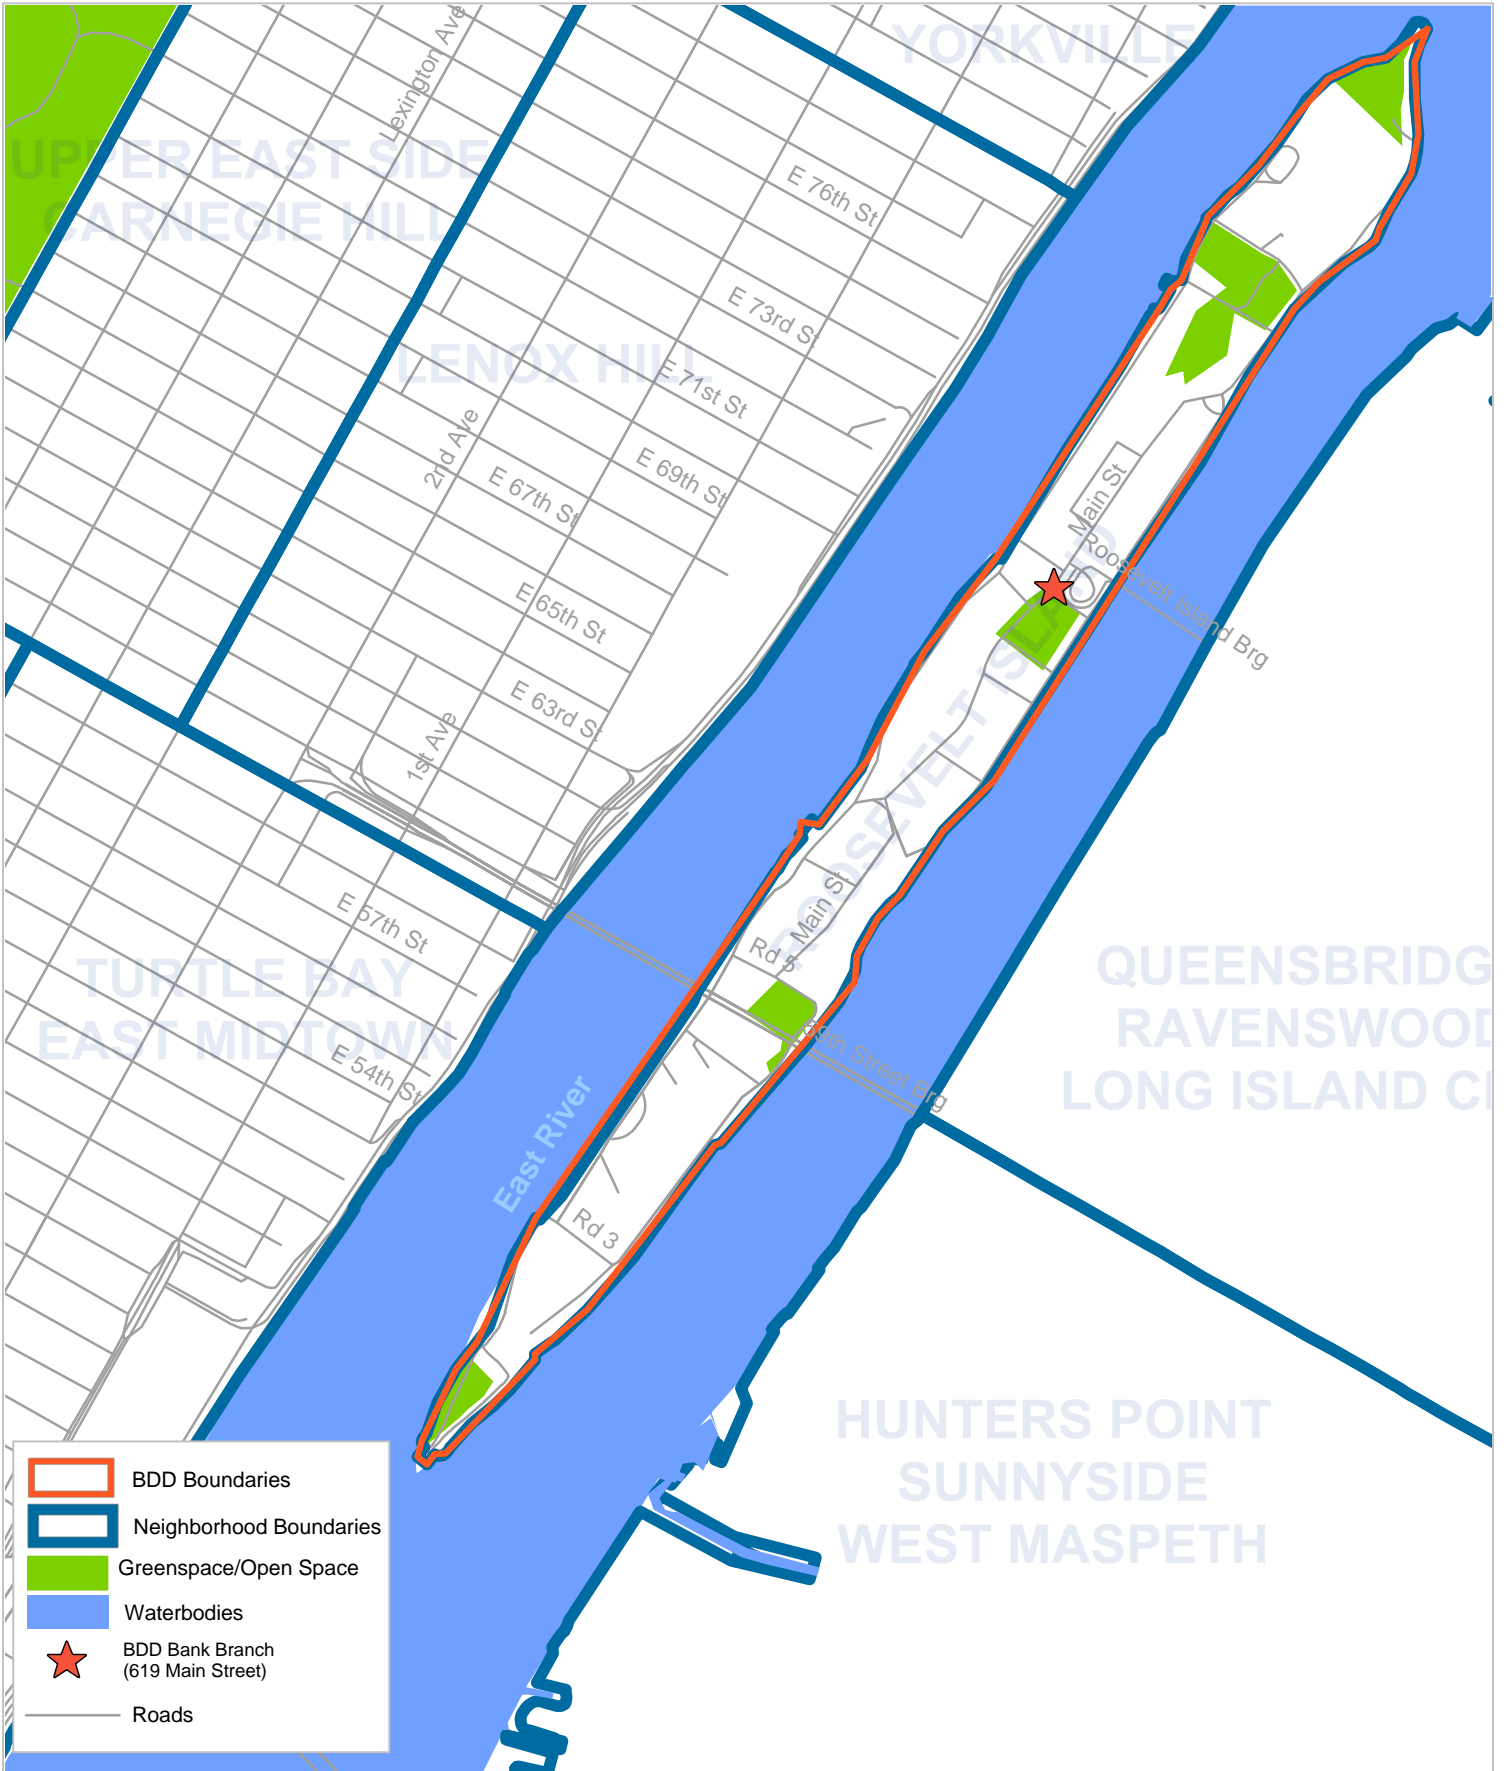 YORKVILLE
Lexington Ave
UPPER EAST SIDE
CARNEGIE HILL
E 76th St
E 73rd St
LENOX HILL
E 71st St
2nd Ave
E 69th St
E 67th St
Main St
Roosevelt Island Brg
E 65th St
ROOSEVELT ISLAND
E 63rd St
1st Ave
Main St
E 57th St
Rd 5
TURTLE BAY
EAST MIDTOWN
QUEENSBRIDG
RAVENSWOOD
LONG ISLAND CI
59th Street Brg
E 54th St
East River
Rd 3
HUNTERS POINT
SUNNYSIDE
WEST MASPETH
BDD Boundaries
Neighborhood Boundaries
Greenspace/Open Space
Waterbodies
BDD Bank Branch
(619 Main Street)
Roads